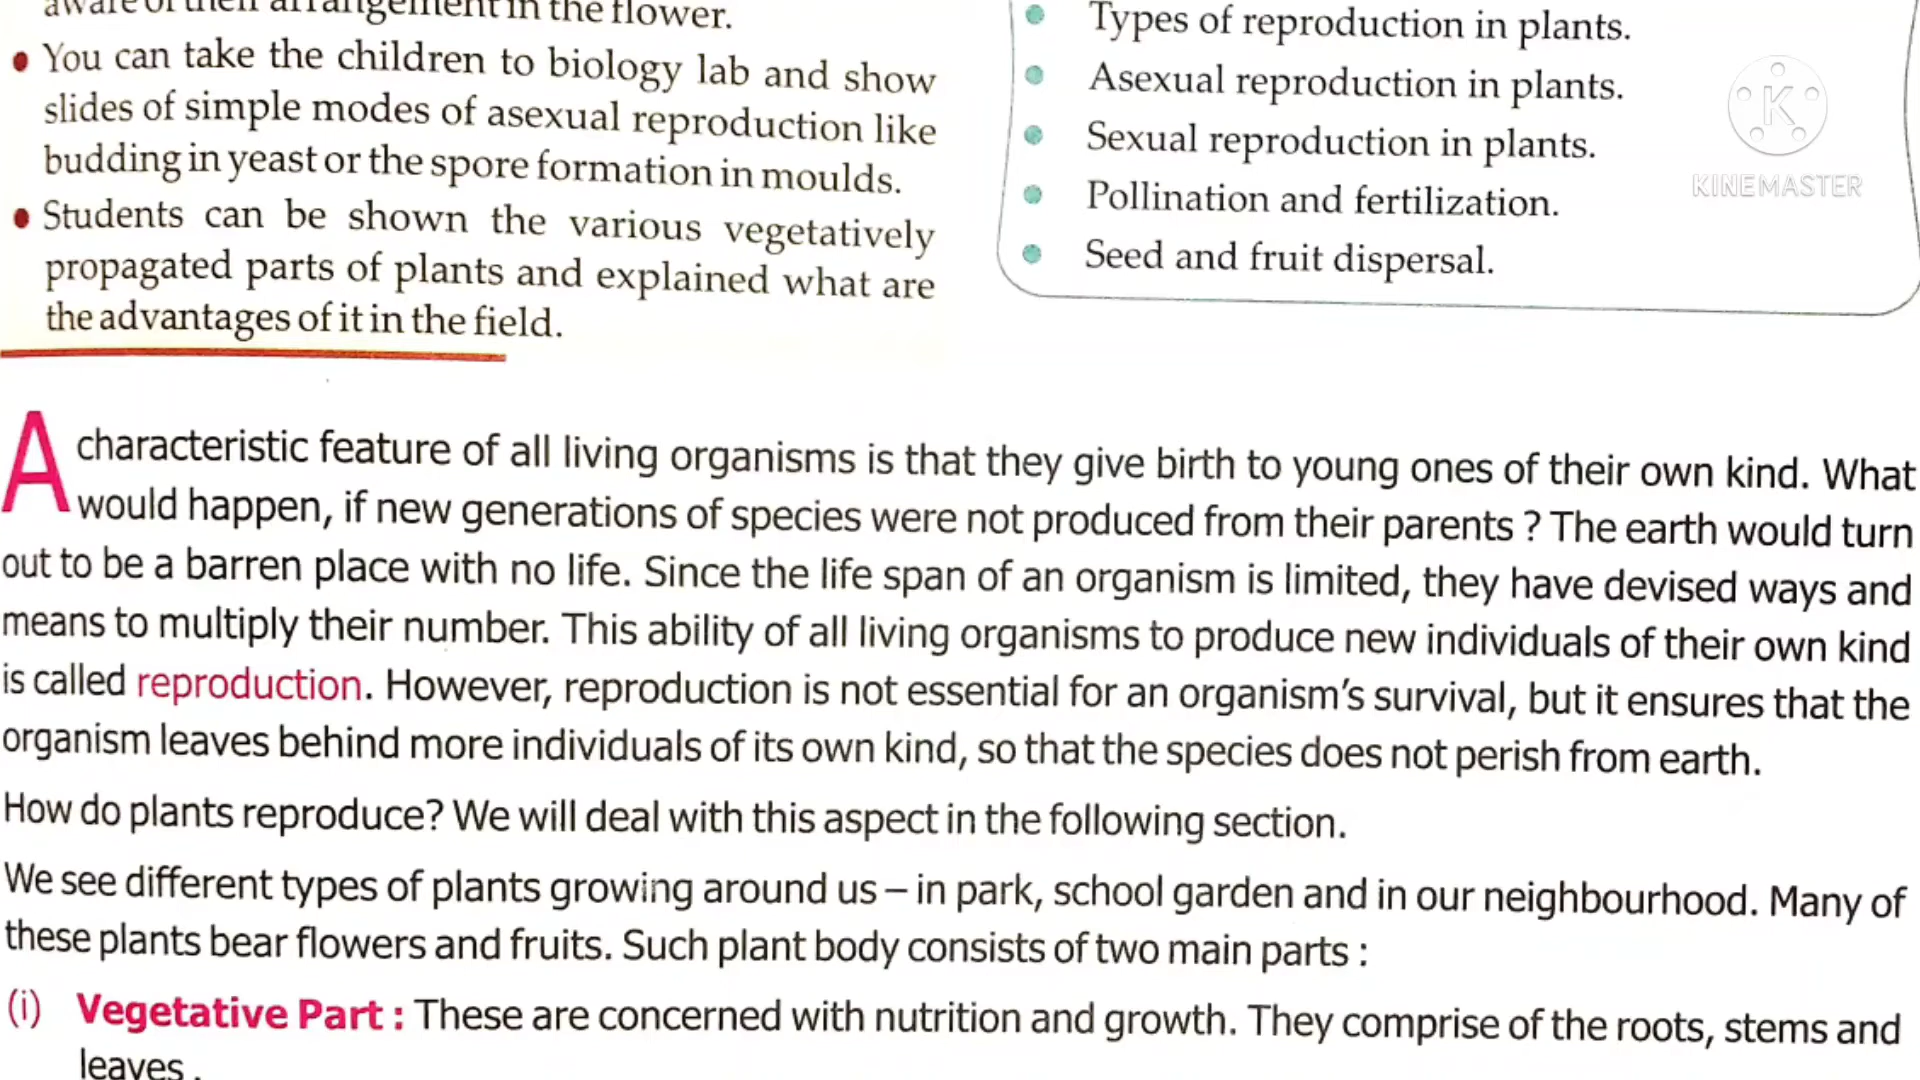 aware of their arrangement in the flower.
• You can take the children to biology lab and show
slides of simple modes of asexual reproduction like
budding in yeast or the spore formation in moulds.
• Students can be shown the various vegetatively
propagated parts of plants and explained what are
the advantages of it in the field.
• Types of reproduction in plants.
• Asexual reproduction in plants.
• Sexual reproduction in plants.
• Pollination and fertilization.
• Seed and fruit dispersal.
K
KINEMASTER
A characteristic feature of all living organisms is that they give birth to young ones of their own kind. What
would happen, if new generations of species were not produced from their parents ? The earth would turn
out to be a barren place with no life. Since the life span of an organism is limited, they have devised ways and
means to multiply their number. This ability of all living organisms to produce new individuals of their own kind
is called reproduction. However, reproduction is not essential for an organism's survival, but it ensures that the
organism leaves behind more individuals of its own kind, so that the species does not perish from earth.
How do plants reproduce? We will deal with this aspect in the following section.
We see different types of plants growing around us – in park, school garden and in our neighbourhood. Many of
these plants bear flowers and fruits. Such plant body consists of two main parts :
(i) Vegetative Part : These are concerned with nutrition and growth. They comprise of the roots, stems and
leaves .